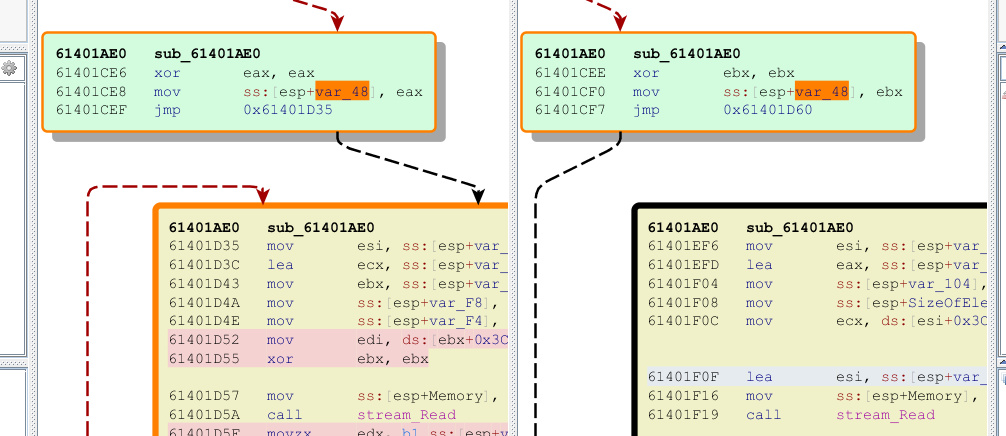 61401AE0 sub_61401AE0
61401CE6 xor eax, eax
61401CE8 mov ss:[esp+var_48], eax
61401CEF jmp 0x61401D35
61401AE0 sub_61401AE0
61401D35 mov esi, ss:[esp+var_
61401D3C lea ecx, ss:[esp+var_
61401D43 mov ebx, ss:[esp+var_
61401D4A mov ss:[esp+var_F8],
61401D4E mov ss:[esp+var_F4],
61401D52 mov edi, ds:[ebx+0x3C
61401D55 xor ebx, ebx
61401D57 mov ss:[esp+Memory],
61401D5A call stream_Read
61401D5F movzx edx, b1 ss:[esp+v
61401AE0 sub_61401AE0
61401CEE xor ebx, ebx
61401CF0 mov ss:[esp+var_48], ebx
61401CF7 jmp 0x61401D60
61401AE0 sub_61401AE0
61401EF6 mov esi, ss:[esp+var_
61401EFD lea eax, ss:[esp+var_
61401F04 mov ss:[esp+var_104],
61401F08 mov ss:[esp+SizeOfEle
61401F0C mov ecx, ds:[esi+0x3C
61401F0F lea esi, ss:[esp+var_
61401F16 mov ss:[esp+Memory],
61401F19 call stream_Read